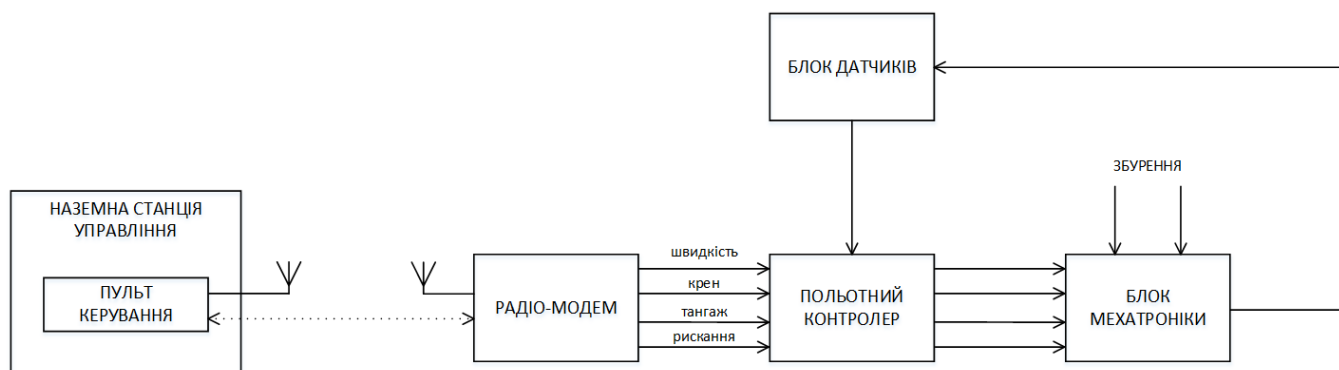 БЛОК ДАТЧИКІВ
ЗБУРЕННЯ
НАЗЕМНА СТАНЦІЯ
УПРАВЛІННЯ
ПУЛЬТ
КЕРУВАННЯ
РАДІО-МОДЕМ
швидкість
крен
тангаж
рискання
ПОЛЬОТНИЙ
КОНТРОЛЕР
БЛОК
МЕХАТРОНІКИ